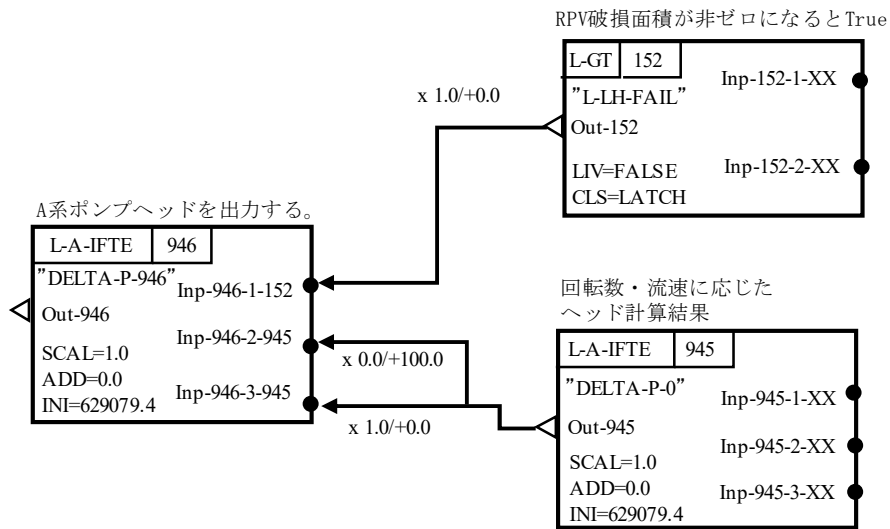 RPV破損面積が非ゼロになるとTrue
L-GT 152
Inp-152-1-XX
"L-LH-FAIL"
Out-152
Inp-152-2-XX
LIV=FALSE
CLS=LATCH
x 1.0/+0.0
A系ポンプヘッドを出力する。
L-A-IFTE 946
"DELTA-P-946"
Inp-946-1-152
Out-946
Inp-946-2-945
SCAL=1.0
ADD=0.0
Inp-946-3-945
INI=629079.4
x 0.0/+100.0
x 1.0/+0.0
回転数・流速に応じた
ヘッド計算結果
L-A-IFTE 945
"DELTA-P-0"
Inp-945-1-XX
Out-945
Inp-945-2-XX
SCAL=1.0
ADD=0.0
Inp-945-3-XX
INI=629079.4